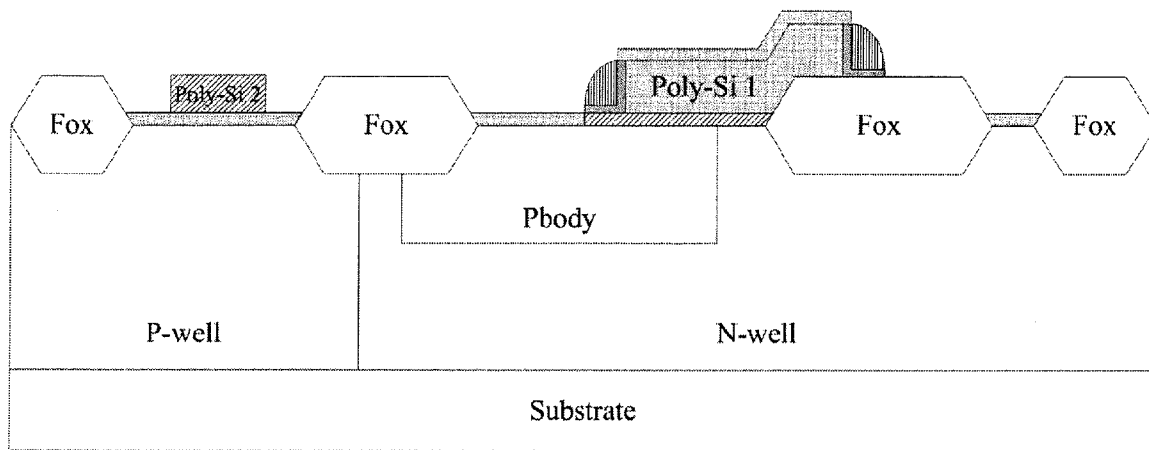 Poly-Si 2
Poly-Si 1
Fox
Fox
Fox
Fox
Pbody
P-well
N-well
Substrate